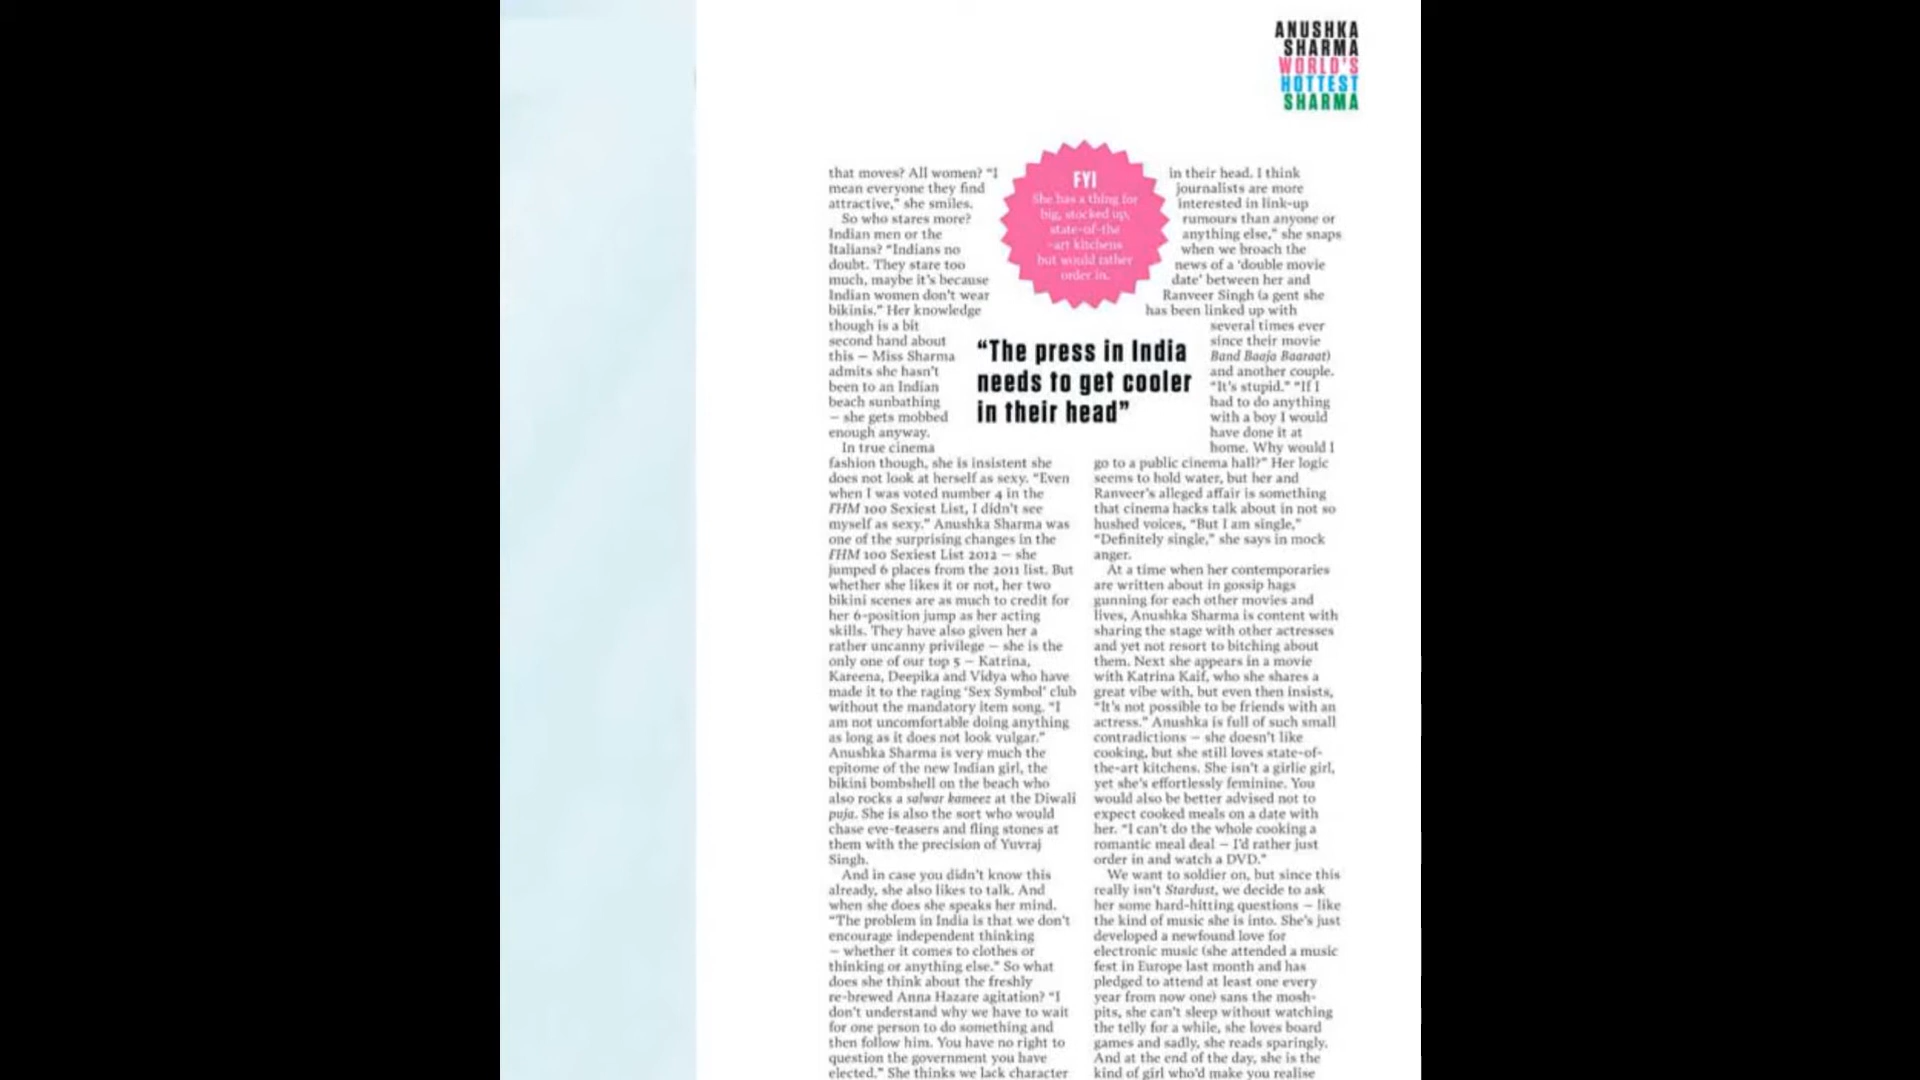 ANUSHKA
SHARMA
WORLD'S
HOTTEST
SHARMA
that moves? All women? “I
mean everyone they find
attractive,” she smiles.
So who stares more?
Indian men or the
Italians? “Indians no
doubt. They stare too
much, maybe it's because
Indian women don't wear
bikinis.” Her knowledge
though is a bit
second hand about
this – Miss Sharma
admits she hasn't
been to an Indian
beach sunbathing
– she gets mobbed
enough anyway.
In true cinema
fashion though, she is insistent she
does not look at herself as sexy. “Even
when I was voted number 4 in the
FHM 100 Sexiest List, I didn't see
myself as sexy.” Anushka Sharma was
one of the surprising changes in the
FHM 100 Sexiest List 2012 – she
jumped 6 places from the 2011 list. But
whether she likes it or not, her two
bikini scenes are as much to credit for
her 6-position jump as her acting
skills. They have also given her a
rather uncanny privilege – she is the
only one of our top 5 – Katrina,
Kareena, Deepika and Vidya who have
made it to the raging ‘Sex Symbol’ club
without the mandatory item song. “I
am not uncomfortable doing anything
as long as it does not look vulgar.”
Anushka Sharma is very much the
epitome of the new Indian girl, the
bikini bombshell on the beach who
also rocks a salwar kameez at the Diwali
puja. She is also the sort who would
chase eve-teasers and fling stones at
them with the precision of Yuvraj
Singh.
And in case you didn't know this
already, she also likes to talk. And
when she does she speaks her mind.
“The problem in India is that we don't
encourage independent thinking
– whether it comes to clothes or
thinking or anything else.” So what
does she think about the freshly
re-brewed Anna Hazare agitation? “I
don't understand why we have to wait
for one person to do something and
then follow him. You have no right to
question the government you have
elected.” She thinks we lack character
FYI
She has a thing for
big, stocked up,
state-of-the
-art kitchens
but would rather
order in.
“The press in India
needs to get cooler
in their head”
in their head. I think
journalists are more
interested in link-up
rumours than anyone or
anything else,” she snaps
when we broach the
news of a ‘double movie
date’ between her and
Ranveer Singh (a gent she
has been linked up with
several times ever
since their movie
Band Baaja Baaraat)
and another couple.
“It's stupid.” “If I
had to do anything
with a boy I would
have done it at
home. Why would I
go to a public cinema hall?” Her logic
seems to hold water, but her and
Ranveer's alleged affair is something
that cinema hacks talk about in not so
hushed voices, “But I am single,”
“Definitely single,” she says in mock
anger.
At a time when her contemporaries
are written about in gossip hags
gunning for each other movies and
lives, Anushka Sharma is content with
sharing the stage with other actresses
and yet not resort to bitching about
them. Next she appears in a movie
with Katrina Kaif, who she shares a
great vibe with, but even then insists,
“It's not possible to be friends with an
actress.” Anushka is full of such small
contradictions – she doesn't like
cooking, but she still loves state-of-
the-art kitchens. She isn't a girlie girl,
yet she's effortlessly feminine. You
would also be better advised not to
expect cooked meals on a date with
her. “I can't do the whole cooking a
romantic meal deal – I'd rather just
order in and watch a DVD.”
We want to soldier on, but since this
really isn't Stardust, we decide to ask
her some hard-hitting questions – like
the kind of music she is into. She's just
developed a newfound love for
electronic music (she attended a music
fest in Europe last month and has
pledged to attend at least one every
year from now one) sans the mosh-
pits, she can't sleep without watching
the telly for a while, she loves board
games and sadly, she reads sparingly.
And at the end of the day, she is the
kind of girl who'd make you realise